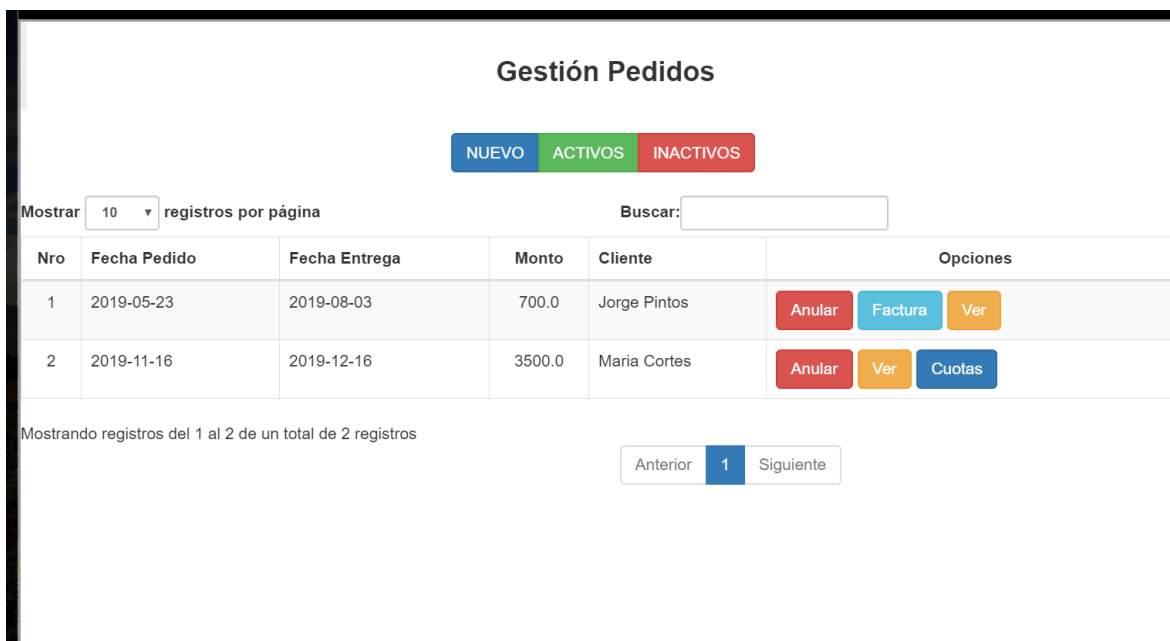 Gestión Pedidos
NUEVO ACTIVOS INACTIVOS
Mostrar 10 registros por página Buscar:
Nro Fecha Pedido Fecha Entrega Monto Cliente Opciones
1 2019-05-23 2019-08-03 700.0 Jorge Pintos Anular Factura Ver
2 2019-11-16 2019-12-16 3500.0 Maria Cortes Anular Ver Cuotas
Mostrando registros del 1 al 2 de un total de 2 registros
Anterior 1 Siguiente